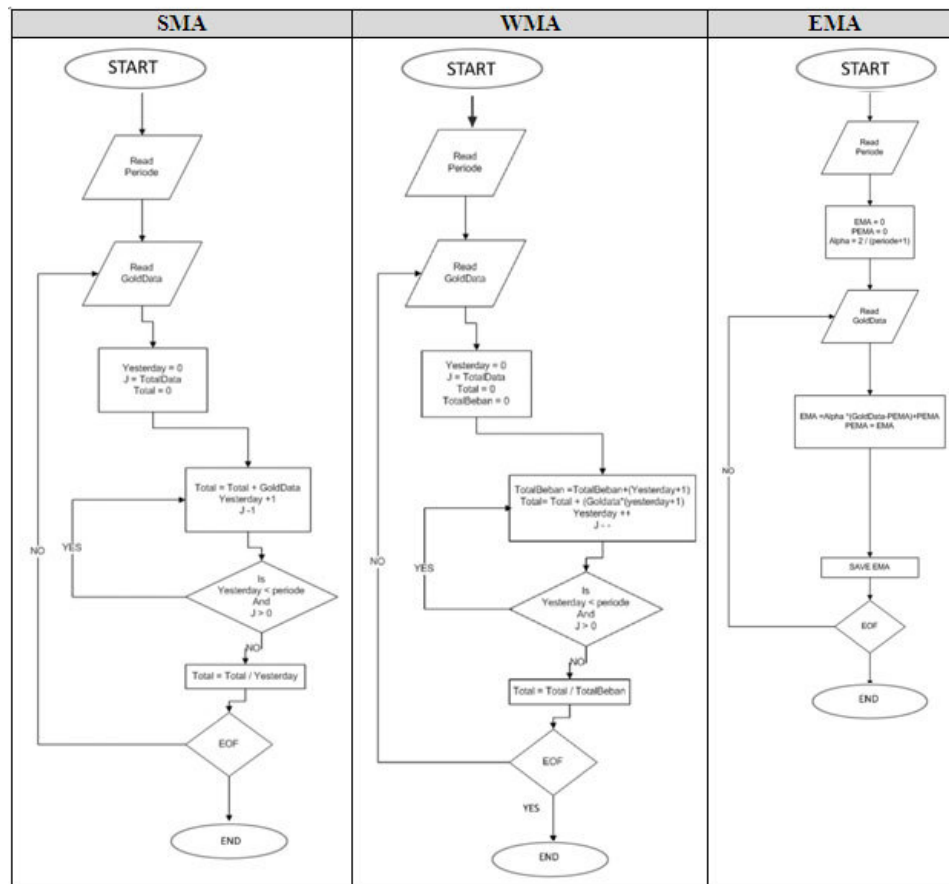 SMA
START
Read
Periode
Read
GoldData
Yesterday = 0
J = TotalData
Total = 0
Total = Total + GoldData
Yesterday +1
J -1
NO
YES
Is
Yesterday < periode
And
J > 0
NO
Total = Total / Yesterday
EOF
END
WMA
START
Read
Periode
Read
GoldData
Yesterday = 0
J = TotalData
Total = 0
TotalBeban = 0
TotalBeban =TotalBeban+(Yesterday+1)
Total= Total + (Goldata*(yesterday+1)
Yesterday ++
J - -
NO
YES
Is
Yesterday < periode
And
J > 0
NO
Total = Total / TotalBeban
EOF
YES
END
EMA
START
Read
Periode
EMA = 0
PEMA = 0
Alpha = 2 / (periode+1)
Read
GoldData
EMA =Alpha *(GoldData-PEMA)+PEMA
PEMA = EMA
NO
SAVE EMA
EOF
END